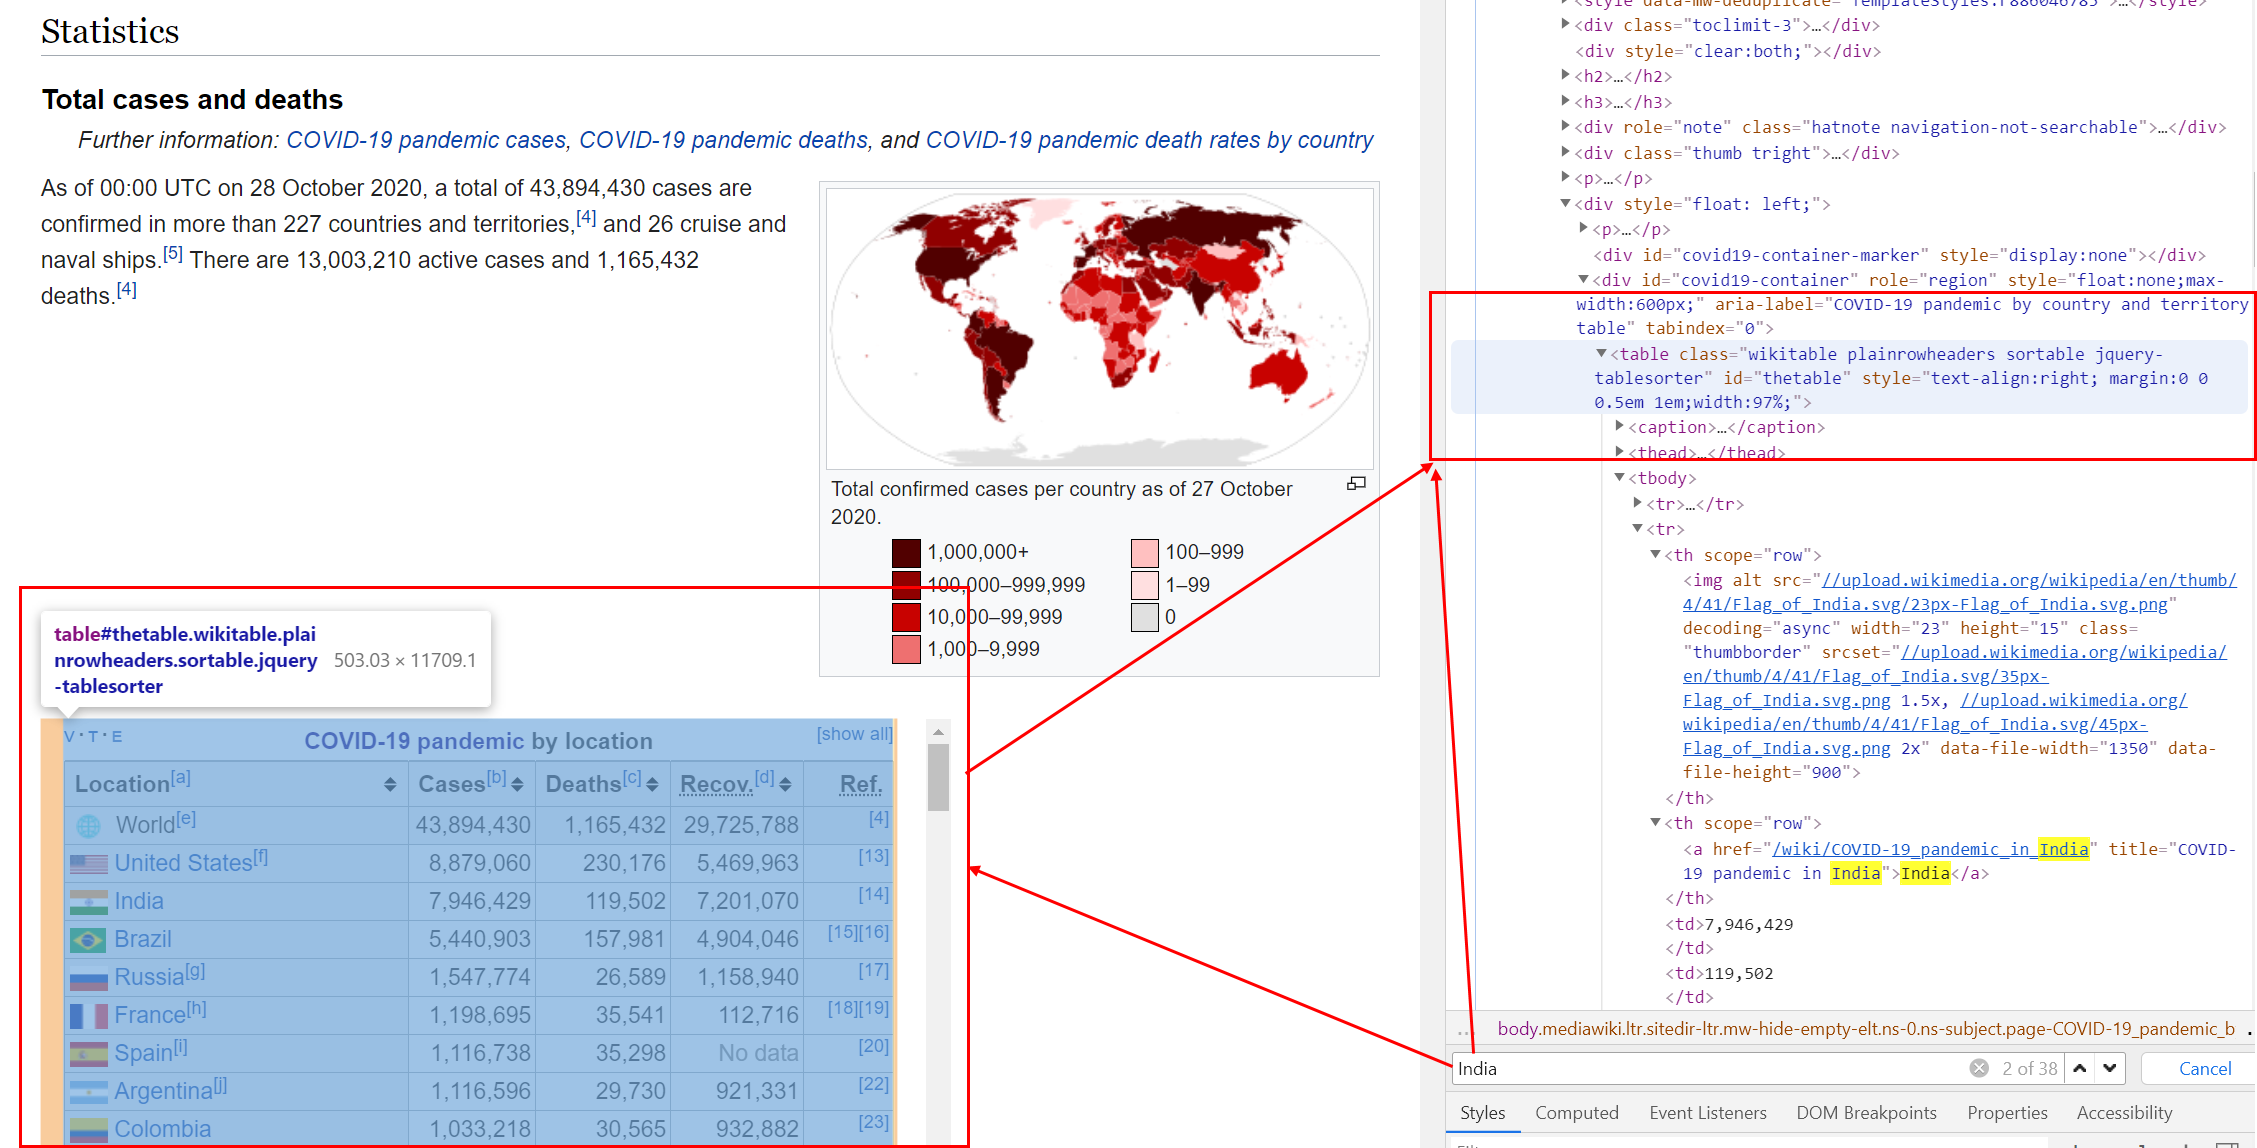 Statistics
Total cases and deaths
Further information: COVID-19 pandemic cases, COVID-19 pandemic deaths, and COVID-19 pandemic death rates by country
As of 00:00 UTC on 28 October 2020, a total of 43,894,430 cases are
confirmed in more than 227 countries and territories,[4] and 26 cruise and
naval ships.[5] There are 13,003,210 active cases and 1,165,432
deaths.[4]
Total confirmed cases per country as of 27 October
2020.
1,000,000+
100,000–999,999
10,000–99,999
1,000–9,999
100–999
1–99
0
table#thetable.wikitable.plai
nrowheaders.sortable.jquery
-tablesorter
503.03 × 11709.1
V · T · E
COVID-19 pandemic by location
[show all]
Location[a] Cases[b] Deaths[c] Recov.[d] Ref.
World[e] 43,894,430 1,165,432 29,725,788 [4]
United States[f] 8,879,060 230,176 5,469,963 [13]
India 7,946,429 119,502 7,201,070 [14]
Brazil 5,440,903 157,981 4,904,046 [15][16]
Russia[g] 1,547,774 26,589 1,158,940 [17]
France[h] 1,198,695 35,541 112,716 [18][19]
Spain[i] 1,116,738 35,298 No data [20]
Argentina[j] 1,116,596 29,730 921,331 [22]
Colombia 1,033,218 30,565 932,882 [23]
<style data-mw-deduplicate="TemplateStyles:r886046785">…</style>
<div class="toclimit-3">…</div>
<div style="clear:both;"></div>
<h2>…</h2>
<h3>…</h3>
<div role="note" class="hatnote navigation-not-searchable">…</div>
<div class="thumb tright">…</div>
<p>…</p>
<div style="float: left;">
<p>…</p>
<div id="covid19-container-marker" style="display:none"></div>
<div id="covid19-container" role="region" style="float:none;max-
width:600px;" aria-label="COVID-19 pandemic by country and territory
table" tabindex="0">
<table class="wikitable plainrowheaders sortable jquery-
tablesorter" id="thetable" style="text-align:right; margin:0 0
0.5em 1em;width:97%;">
<caption>…</caption>
<thead>…</thead>
<tbody>
<tr>…</tr>
<tr>
<th scope="row">
<img alt src="//upload.wikimedia.org/wikipedia/en/thumb/
4/41/Flag_of_India.svg/23px-Flag_of_India.svg.png"
decoding="async" width="23" height="15" class=
"thumbborder" srcset="//upload.wikimedia.org/wikipedia/
en/thumb/4/41/Flag_of_India.svg/35px-
Flag_of_India.svg.png 1.5x, //upload.wikimedia.org/
wikipedia/en/thumb/4/41/Flag_of_India.svg/45px-
Flag_of_India.svg.png 2x" data-file-width="1350" data-
file-height="900">
</th>
<th scope="row">
<a href="/wiki/COVID-19_pandemic_in_India" title="COVID-
19 pandemic in India">India</a>
</th>
<td>7,946,429
</td>
<td>119,502
</td>
… body.mediawiki.ltr.sitedir-ltr.mw-hide-empty-elt.ns-0.ns-subject.page-COVID-19_pandemic_b
India 2 of 38 Cancel
Styles Computed Event Listeners DOM Breakpoints Properties Accessibility